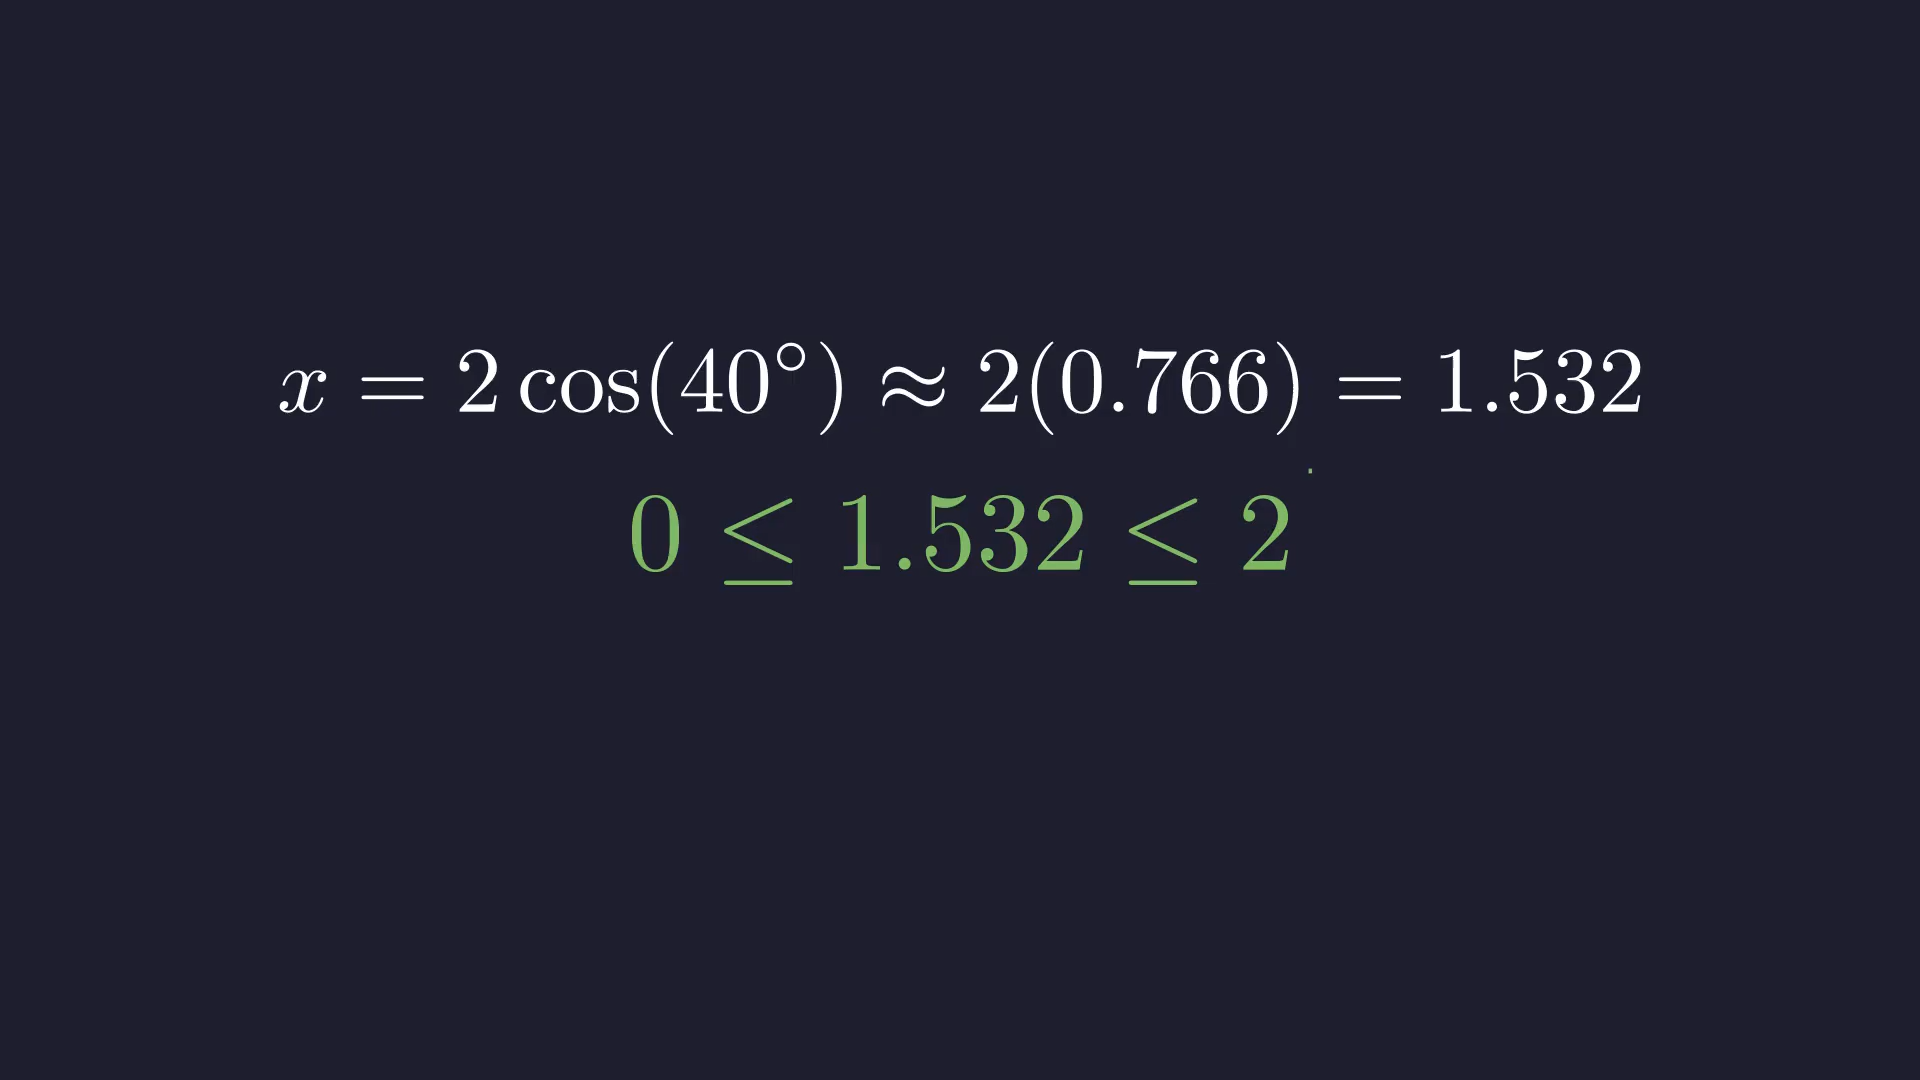 x = 2 cos(40°) ≈ 2(0.766) = 1.532
0 ≤ 1.532 ≤ 2